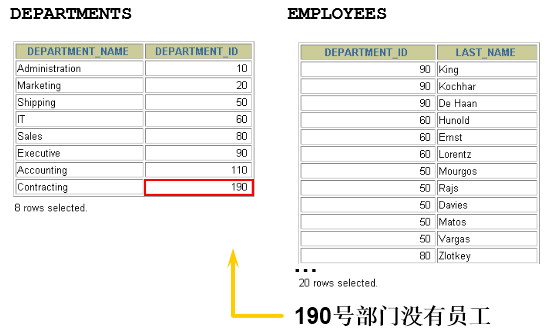 DEPARTMENTS
DEPARTMENT_NAME DEPARTMENT_ID
Administration 10
Marketing 20
Shipping 50
IT 60
Sales 80
Executive 90
Accounting 110
Contracting 190
8 rows selected.
EMPLOYEES
DEPARTMENT_ID LAST_NAME
90 King
90 Kochhar
90 De Haan
60 Hunold
60 Ernst
60 Lorentz
50 Mourgos
50 Rajs
50 Davies
50 Matos
50 Vargas
80 Zlotkey
...
20 rows selected.
190号部门没有员工